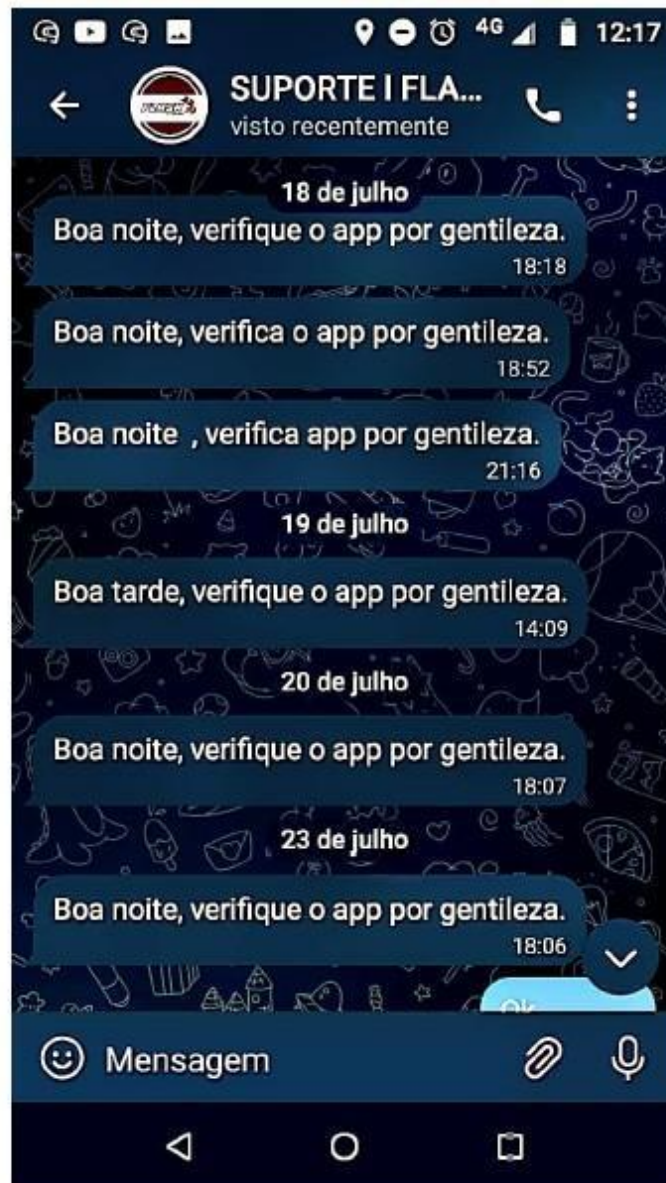 4G 12:17
SUPORTE I FLA...
visto recentemente
18 de julho
Boa noite, verifique o app por gentileza.
18:18
Boa noite, verifica o app por gentileza.
18:52
Boa noite , verifica app por gentileza.
21:16
19 de julho
Boa tarde, verifique o app por gentileza.
14:09
20 de julho
Boa noite, verifique o app por gentileza.
18:07
23 de julho
Boa noite, verifique o app por gentileza.
18:06
Ok
Mensagem